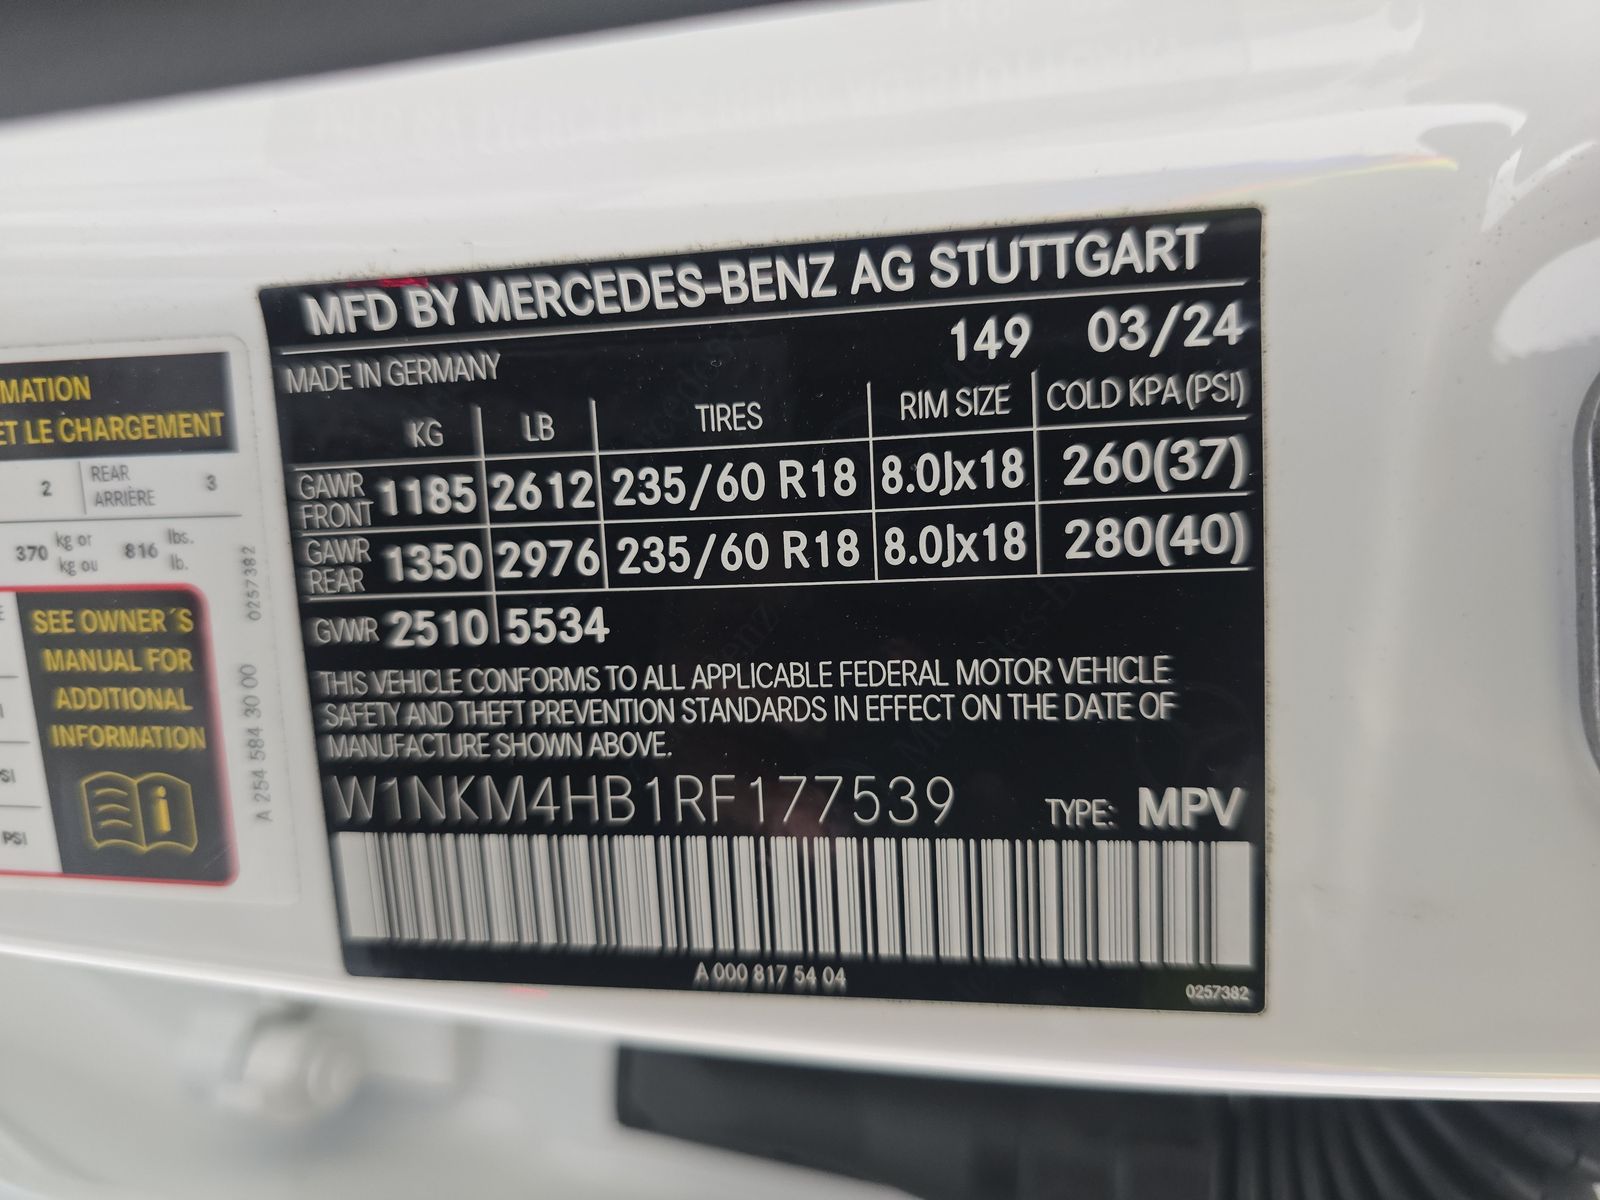 MFD BY MERCEDES-BENZ AG STUTTGART
MADE IN GERMANY 149 03/24
KG LB TIRES RIM SIZE COLD KPA (PSI)
GAWR FRONT 1185 2612 235/60 R18 8.0Jx18 260(37)
GAWR REAR 1350 2976 235/60 R18 8.0Jx18 280(40)
GVWR 2510 5534
THIS VEHICLE CONFORMS TO ALL APPLICABLE FEDERAL MOTOR VEHICLE
SAFETY AND THEFT PREVENTION STANDARDS IN EFFECT ON THE DATE OF
MANUFACTURE SHOWN ABOVE.
W1NKM4HB1RF177539 TYPE: MPV
A 000 817 54 04
0257382
MATION
ET LE CHARGEMENT
2 REAR ARRIÈRE 3
370 kg or kg ou 816 lbs. lb.
SEE OWNER´S
MANUAL FOR
ADDITIONAL
INFORMATION
PSI
A 254 584 30 00 0257382